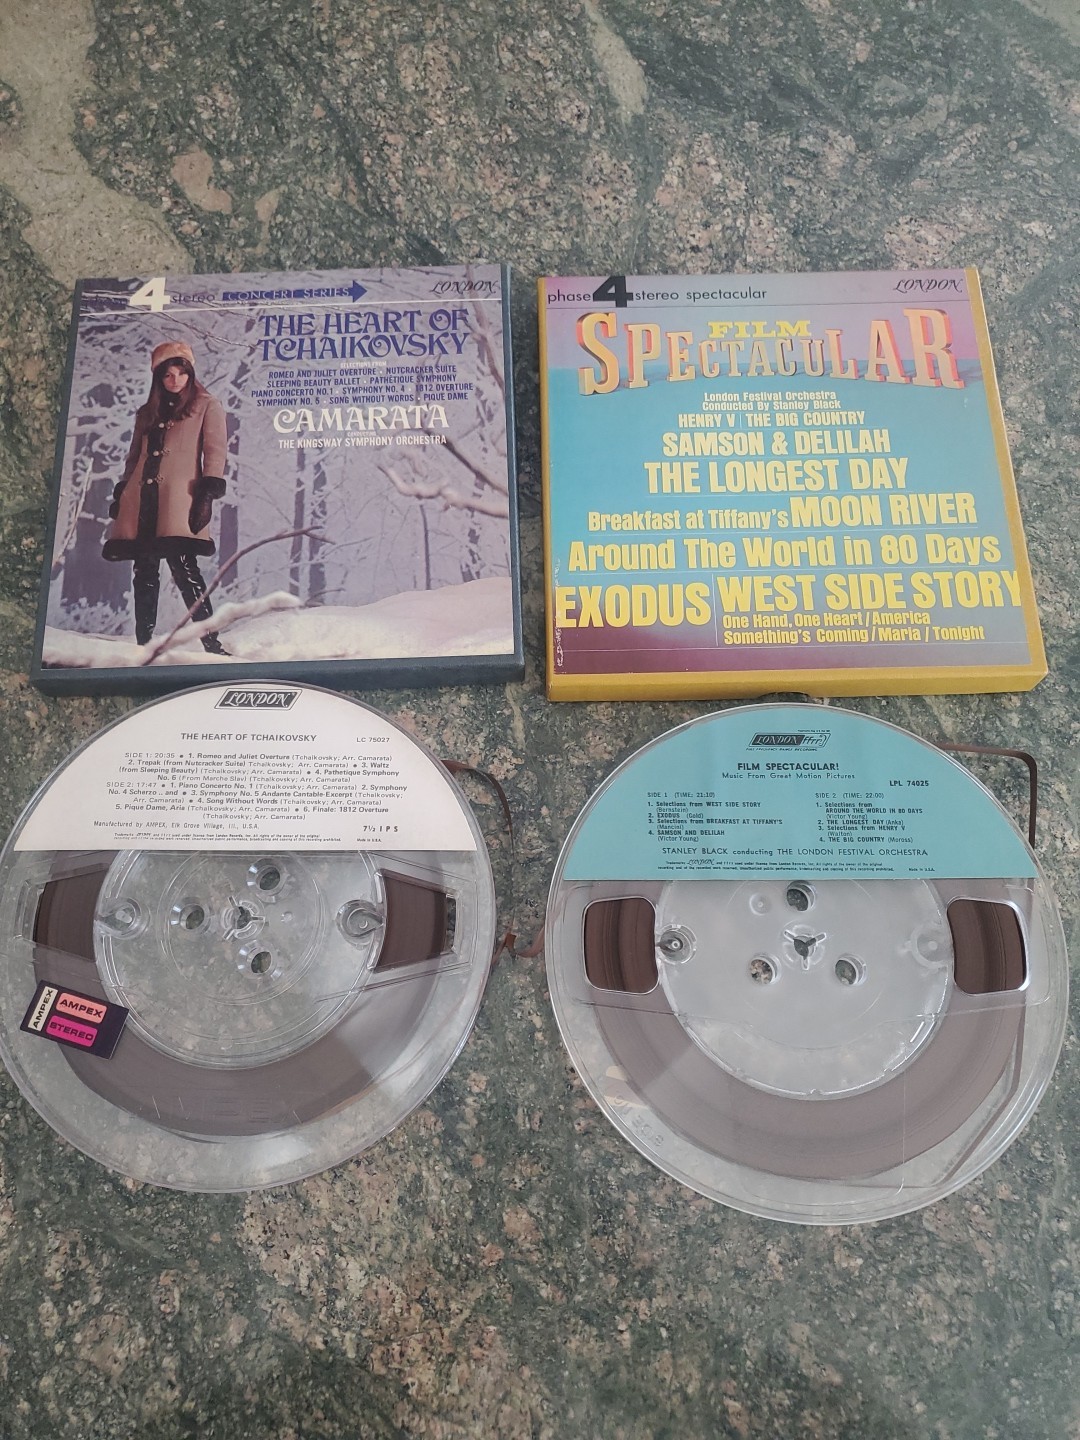 phase 4 stereo CONCERT SERIES
LONDON
THE HEART OF
TCHAIKOVSKY
SELECTIONS FROM
ROMEO AND JULIET OVERTURE • NUTCRACKER SUITE
SLEEPING BEAUTY BALLET • PATHETIQUE SYMPHONY
PIANO CONCERTO NO. 1 • SYMPHONY NO. 4 • 1812 OVERTURE
SYMPHONY NO. 5 • SONG WITHOUT WORDS • PIQUE DAME
CAMARATA
CONDUCTING
THE KINGSWAY SYMPHONY ORCHESTRA
phase 4 stereo spectacular
LONDON
FILM
SPECTACULAR
London Festival Orchestra
Conducted By Stanley Black
HENRY V | THE BIG COUNTRY
SAMSON & DELILAH
THE LONGEST DAY
Breakfast at Tiffany's MOON RIVER
Around The World in 80 Days
EXODUS WEST SIDE STORY
One Hand, One Heart/America
Something's Coming/Maria/Tonight
LONDON
THE HEART OF TCHAIKOVSKY
LC 75027
SIDE 1: 20:35 • 1. Romeo and Juliet Overture (Tchaikovsky; Arr. Camarata)
2. Trepak (from Nutcracker Suite) (Tchaikovsky; Arr. Camarata) • 3. Waltz
(from Sleeping Beauty) (Tchaikovsky; Arr. Camarata) • 4. Pathetique Symphony
No. 6 (From Marche Slav) (Tchaikovsky; Arr. Camarata)
SIDE 2: 17:47 • 1. Piano Concerto No. 1 (Tchaikovsky; Arr. Camarata) 2. Symphony
No. 4 Scherzo.. and • 3. Symphony No. 5 Andante Cantabile-Excerpt (Tchaikovsky;
Arr. Camarata) • 4. Song Without Words (Tchaikovsky; Arr. Camarata)
5. Pique Dame, Aria (Tchaikovsky; Arr. Camarata) • 6. Finale: 1812 Overture
(Tchaikovsky; Arr. Camarata)
Manufactured by AMPEX, Elk Grove Village, Ill., U.S.A.
7½ IPS
Made in U.S.A.
AMPEX
AMPEX
STEREO
LONDON ffrr
FULL FREQUENCY RANGE RECORDING
FILM SPECTACULAR!
Music From Great Motion Pictures
LPL 74025
SIDE 1 (TIME: 21:10)
1. Selections from WEST SIDE STORY
(Bernstein)
2. EXODUS (Gold)
3. Selections from BREAKFAST AT TIFFANY'S
(Mancini)
4. SAMSON AND DELILAH
(Victor Young)
SIDE 2 (TIME: 22:00)
1. Selections from
AROUND THE WORLD IN 80 DAYS
(Victor Young)
2. THE LONGEST DAY (Anka)
3. Selections from HENRY V
(Walton)
4. THE BIG COUNTRY (Moross)
STANLEY BLACK conducting THE LONDON FESTIVAL ORCHESTRA
Made in U.S.A.